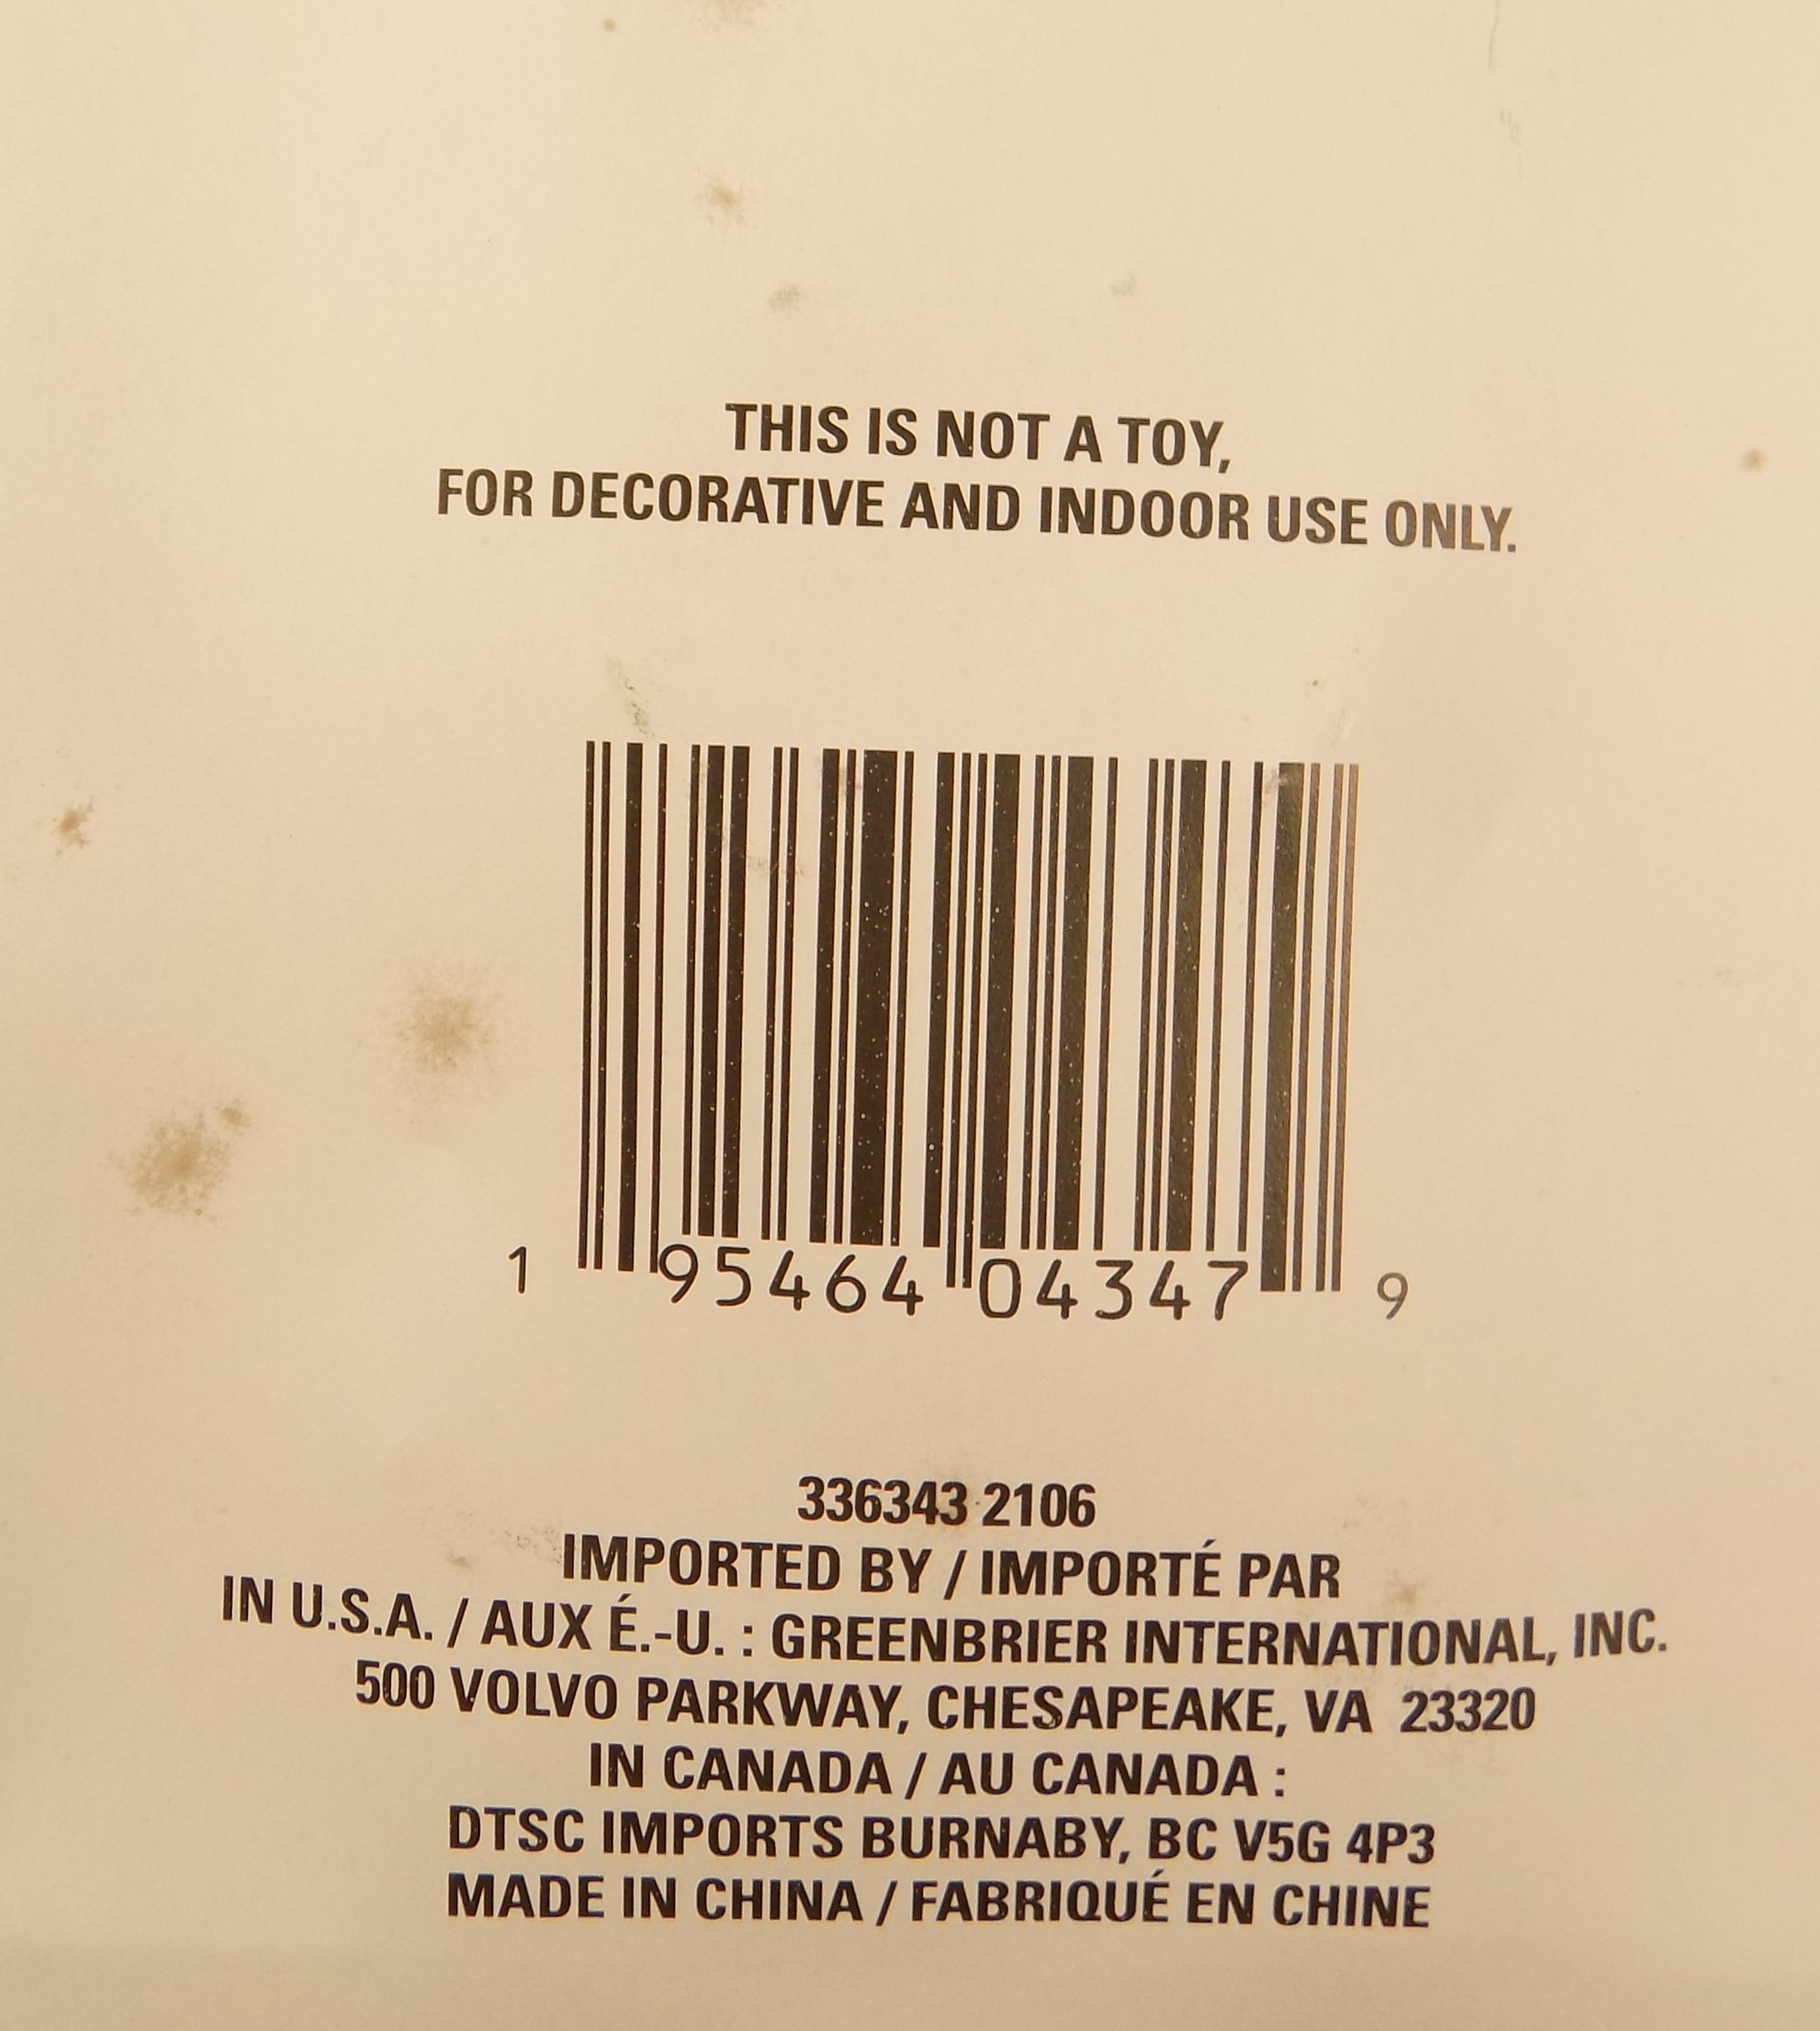 THIS IS NOT A TOY,
FOR DECORATIVE AND INDOOR USE ONLY.
1 95464 04347 9
336343 2106
IMPORTED BY / IMPORTÉ PAR
IN U.S.A. / AUX É.-U. : GREENBRIER INTERNATIONAL, INC.
500 VOLVO PARKWAY, CHESAPEAKE, VA 23320
IN CANADA / AU CANADA :
DTSC IMPORTS BURNABY, BC V5G 4P3
MADE IN CHINA / FABRIQUÉ EN CHINE